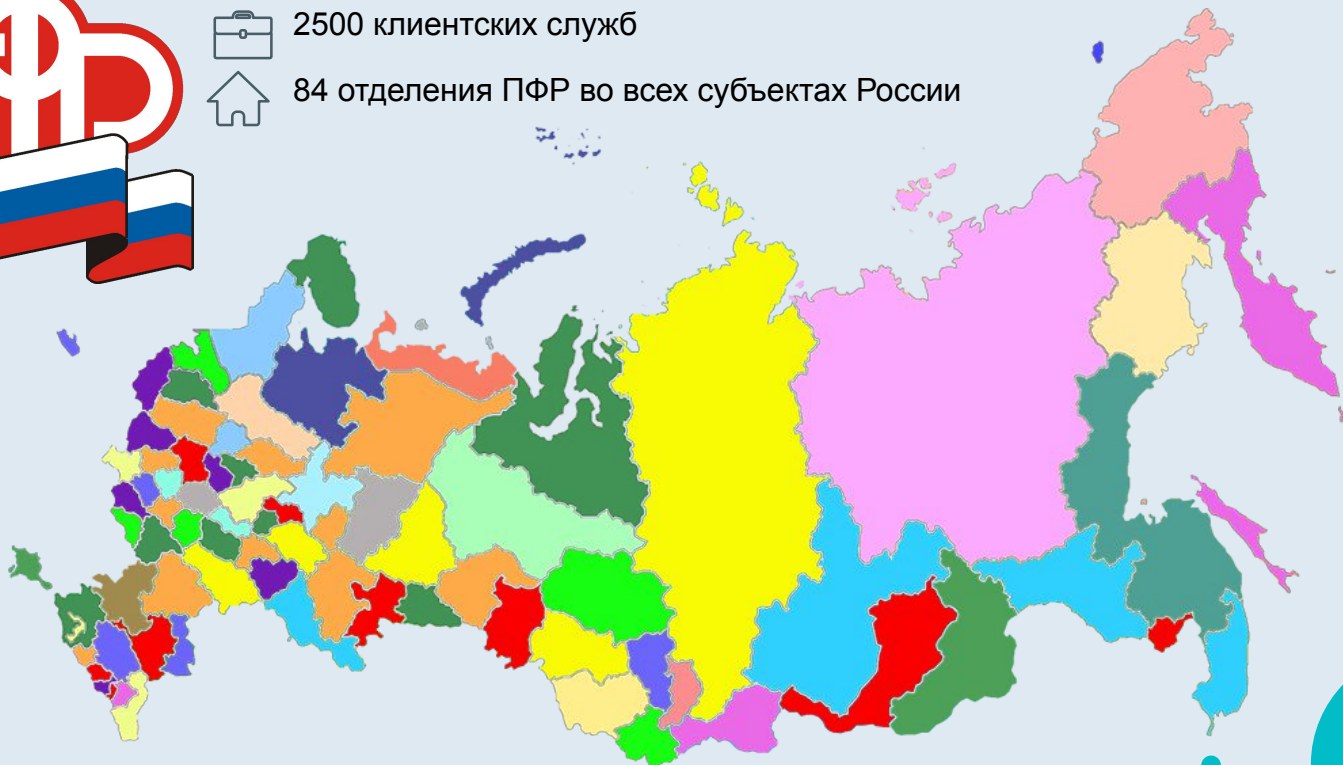 2500 клиентских служб
84 отделения ПФР во всех субъектах России